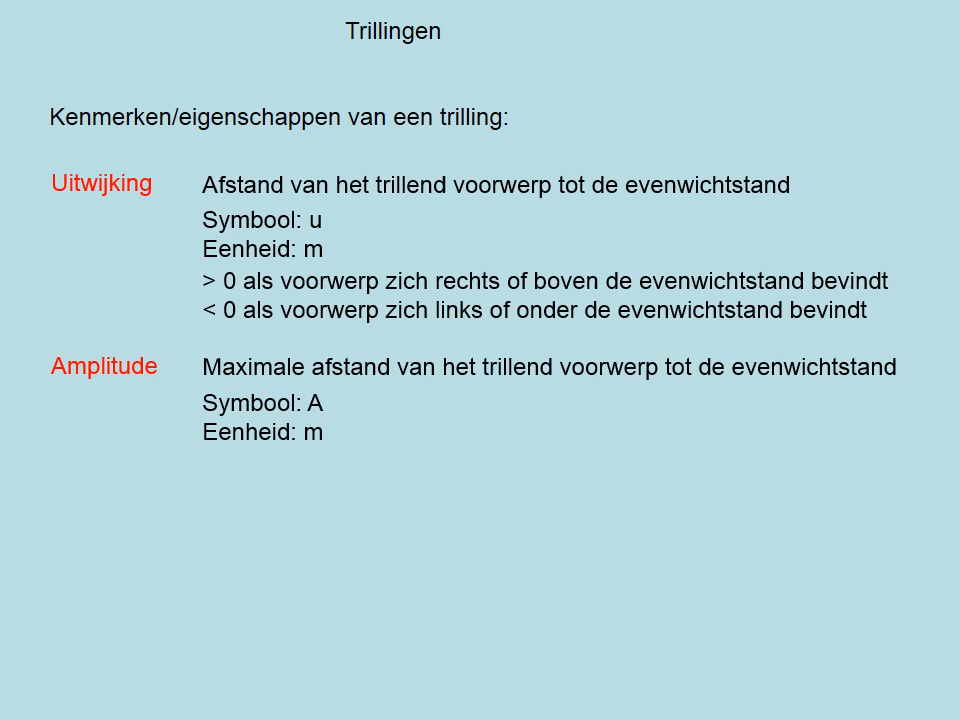 Trillingen
Kenmerken/eigenschappen van een trilling:
Uitwijking Afstand van het trillend voorwerp tot de evenwichtstand
Symbool: u
Eenheid: m
> 0 als voorwerp zich rechts of boven de evenwichtstand bevindt
< 0 als voorwerp zich links of onder de evenwichtstand bevindt
Amplitude Maximale afstand van het trillend voorwerp tot de evenwichtstand
Symbool: A
Eenheid: m